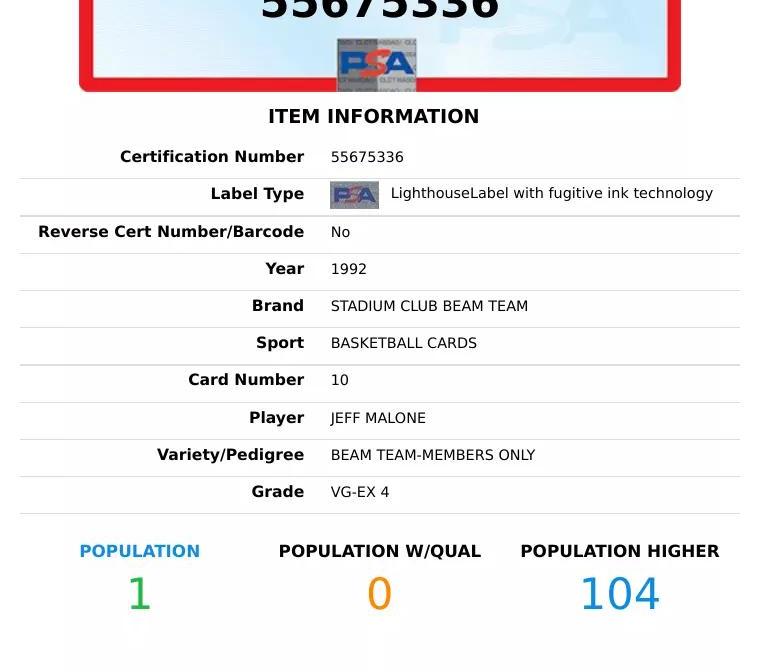 55675336
PSA
ITEM INFORMATION
Certification Number 55675336
Label Type PSA LighthouseLabel with fugitive ink technology
Reverse Cert Number/Barcode No
Year 1992
Brand STADIUM CLUB BEAM TEAM
Sport BASKETBALL CARDS
Card Number 10
Player JEFF MALONE
Variety/Pedigree BEAM TEAM-MEMBERS ONLY
Grade VG-EX 4
POPULATION POPULATION W/QUAL POPULATION HIGHER
1 0 104